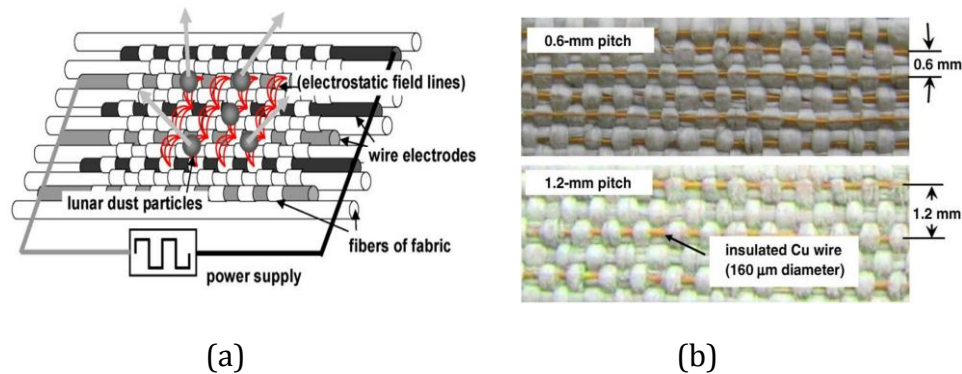 (electrostatic field lines)
wire electrodes
lunar dust particles
fibers of fabric
power supply
(a)
0.6-mm pitch
0.6 mm
1.2-mm pitch
1.2 mm
insulated Cu wire
(160 µm diameter)
(b)